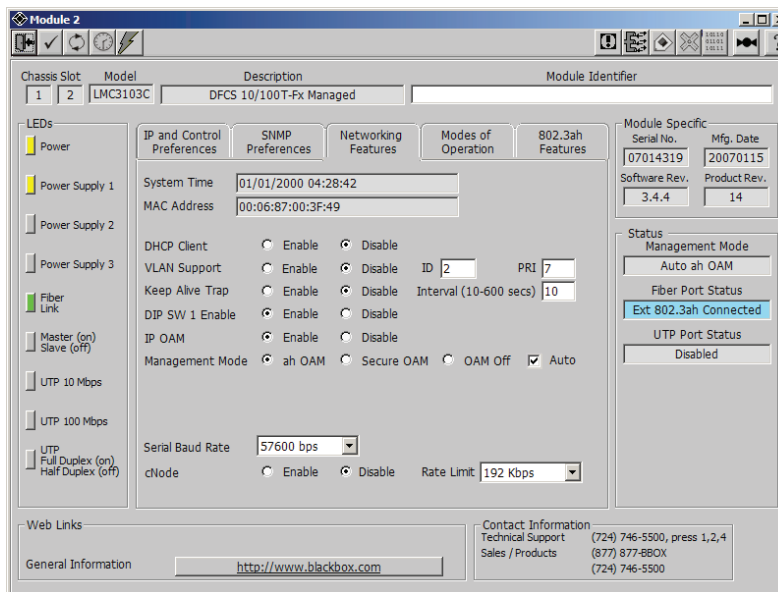 Module 2
Chassis Slot Model Description Module Identifier
1 2 LMC3103C DFCS 10/100T-Fx Managed
LEDs
Power
Power Supply 1
Power Supply 2
Power Supply 3
Fiber
Link
Master (on)
Slave (off)
UTP 10 Mbps
UTP 100 Mbps
UTP
Full Duplex (on)
Half Duplex (off)
IP and Control
Preferences
SNMP
Preferences
Networking
Features
Modes of
Operation
802.3ah
Features
System Time 01/01/2000 04:28:42
MAC Address 00:06:87:00:3F:49
DHCP Client Enable Disable
VLAN Support Enable Disable ID 2 PRI 7
Keep Alive Trap Enable Disable Interval (10-600 secs) 10
DIP SW 1 Enable Enable Disable
IP OAM Enable Disable
Management Mode ah OAM Secure OAM OAM Off Auto
Serial Baud Rate 57600 bps
cNode Enable Disable Rate Limit 192 Kbps
Module Specific
Serial No. Mfg. Date
07014319 20070115
Software Rev. Product Rev.
3.4.4 14
Status
Management Mode
Auto ah OAM
Fiber Port Status
Ext 802.3ah Connected
UTP Port Status
Disabled
Web Links
General Information http://www.blackbox.com
Contact Information
Technical Support (724) 746-5500, press 1,2,4
Sales / Products (877) 877-BBOX
(724) 746-5500